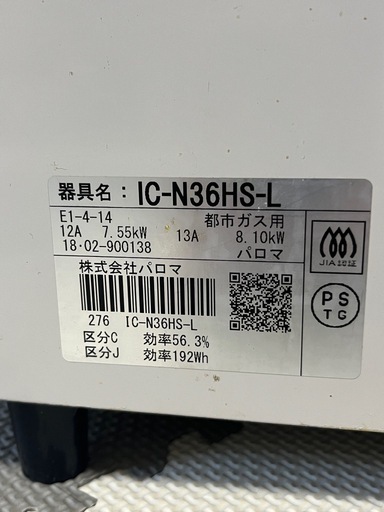 器具名：IC-N36HS-L
E1-4-14 都市ガス用
12A 7.55kW 13A 8.10kW
18・02-900138 パロマ
株式会社パロマ
276 IC-N36HS-L
区分C 効率56.3%
区分J 効率192Wh
JIA認証
PS
TG